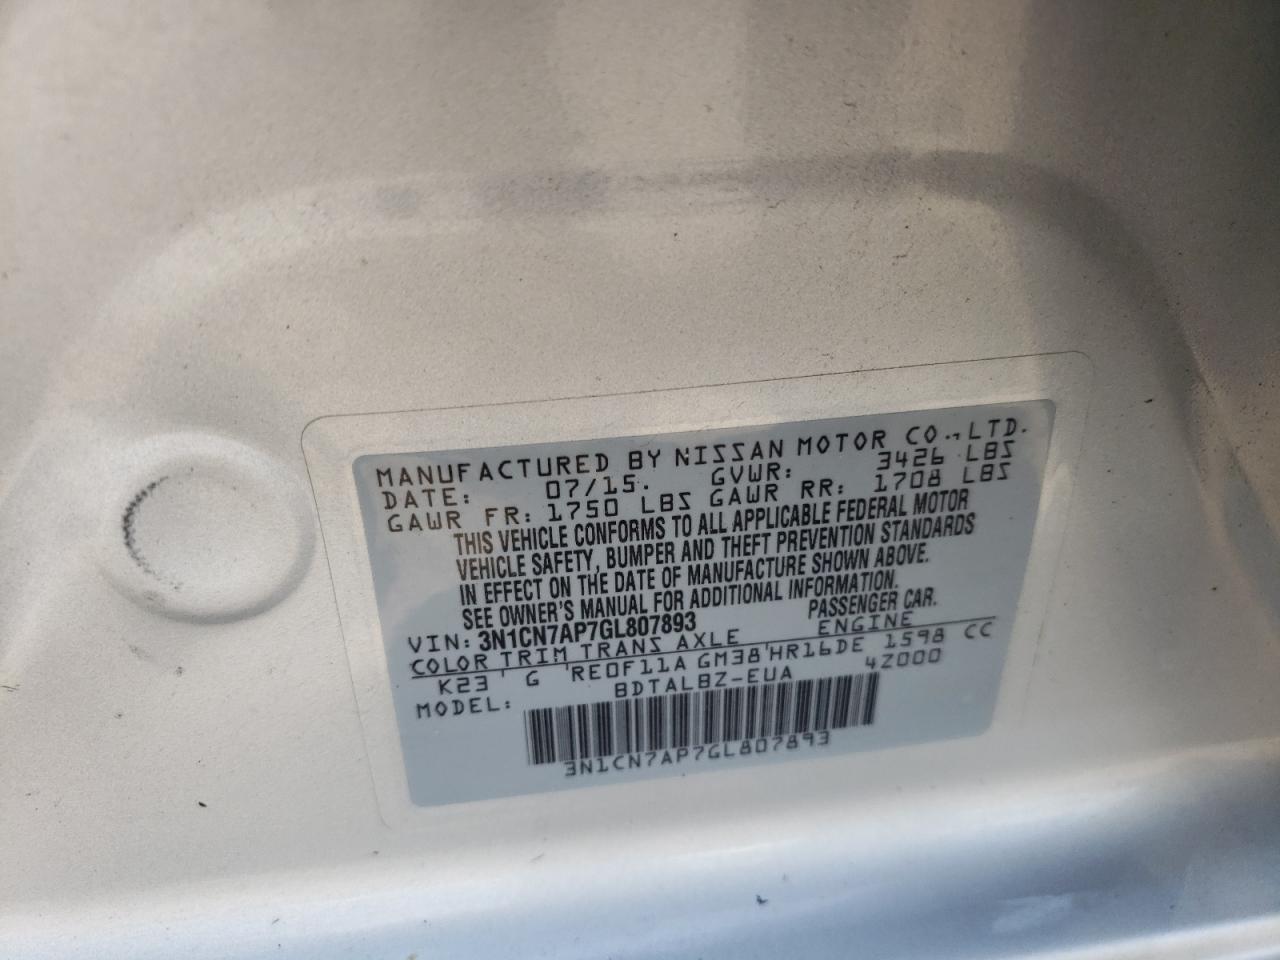 MANUFACTURED BY NISSAN MOTOR CO., LTD.
DATE: 07/15. GVWR: 3426 LBS
GAWR FR: 1750 LBS GAWR RR: 1708 LBS
THIS VEHICLE CONFORMS TO ALL APPLICABLE FEDERAL MOTOR
VEHICLE SAFETY, BUMPER AND THEFT PREVENTION STANDARDS
IN EFFECT ON THE DATE OF MANUFACTURE SHOWN ABOVE.
SEE OWNER'S MANUAL FOR ADDITIONAL INFORMATION.
VIN: 3N1CN7AP7GL807893 PASSENGER CAR.
COLOR TRIM TRANS AXLE ENGINE
K23 G RE0F11A GM38 HR16DE 1598 CC
MODEL: BDTALBZ-EUA 4Z000
3N1CN7AP7GL807893